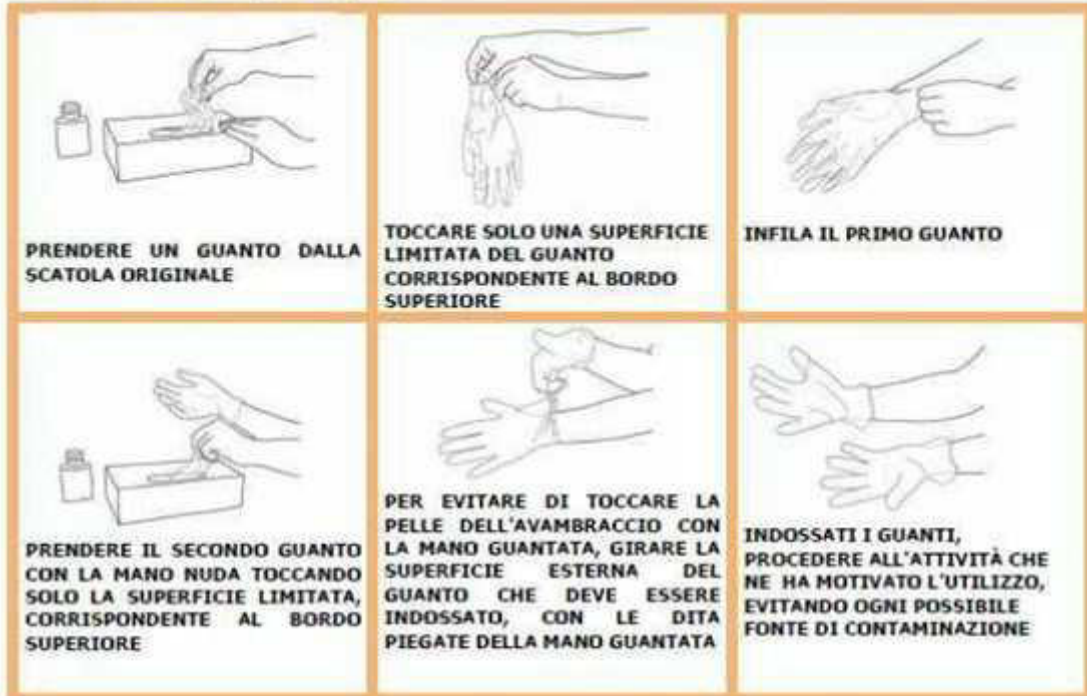 PRENDERE UN GUANTO DALLA
SCATOLA ORIGINALE
TOCCARE SOLO UNA SUPERFICIE
LIMITATA DEL GUANTO
CORRISPONDENTE AL BORDO
SUPERIORE
INFILA IL PRIMO GUANTO
PRENDERE IL SECONDO GUANTO
CON LA MANO NUDA TOCCANDO
SOLO LA SUPERFICIE LIMITATA,
CORRISPONDENTE AL BORDO
SUPERIORE
PER EVITARE DI TOCCARE LA
PELLE DELL'AVAMBRACCIO CON
LA MANO GUANTATA, GIRARE LA
SUPERFICIE ESTERNA DEL
GUANTO CHE DEVE ESSERE
INDOSSATO, CON LE DITA
PIEGATE DELLA MANO GUANTATA
INDOSSATI I GUANTI,
PROCEDERE ALL'ATTIVITÀ CHE
NE HA MOTIVATO L'UTILIZZO,
EVITANDO OGNI POSSIBILE
FONTE DI CONTAMINAZIONE